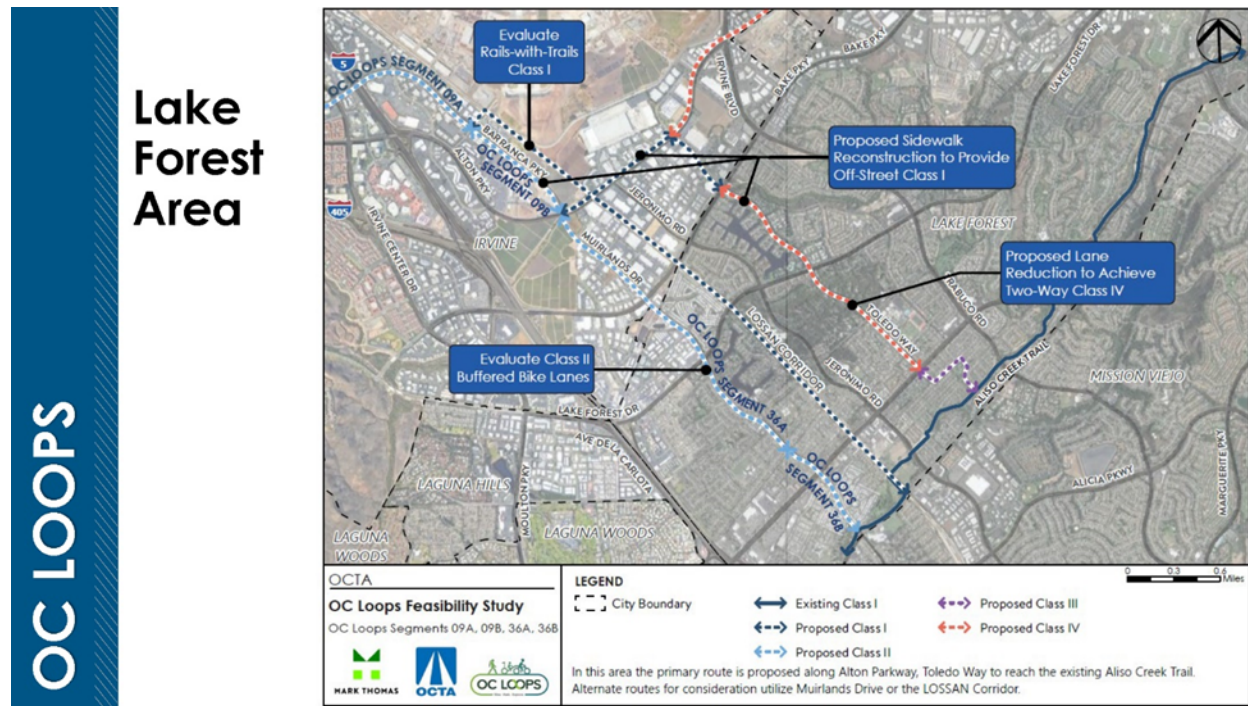 OC LOOPS
Lake
Forest
Area
Evaluate
Rails-with-Trails
Class I
Proposed Sidewalk
Reconstruction to Provide
Off-Street Class I
Proposed Lane
Reduction to Achieve
Two-Way Class IV
Evaluate Class II
Buffered Bike Lanes
5
405
OC LOOPS SEGMENT 09A
BARRANCA PKY
OC LOOPS
SEGMENT 09B
ALTON PKY
IRVINE CENTER DR
IRVINE
MUIRLANDS DR
JERONIMO RD
IRVINE BLVD
BAKE PKY
BAKE PKY
LAKE FOREST DR
LAKE FOREST
TRABUCO RD
TOLEDO WAY
LOSSAN CORRIDOR
JERONIMO RD
ALISO CREEK TRAIL
MISSION VIEJO
OC LOOPS SEGMENT 36A
OC LOOPS
SEGMENT 36B
LAKE FOREST DR
AVE DE LA CARLOTA
LAGUNA HILLS
MOULTON PKY
LAGUNA
WOODS
LAGUNA WOODS
ALICIA PKWY
MARGUERITE PKY
OCTA
OC Loops Feasibility Study
OC Loops Segments 09A, 09B, 36A, 36B
MARK THOMAS
OCTA
OC LOOPS
LEGEND
City Boundary
Existing Class I
Proposed Class I
Proposed Class II
Proposed Class III
Proposed Class IV
0 0.3 0.6
Miles
In this area the primary route is proposed along Alton Parkway, Toledo Way to reach the existing Aliso Creek Trail.
Alternate routes for consideration utilize Muirlands Drive or the LOSSAN Corridor.